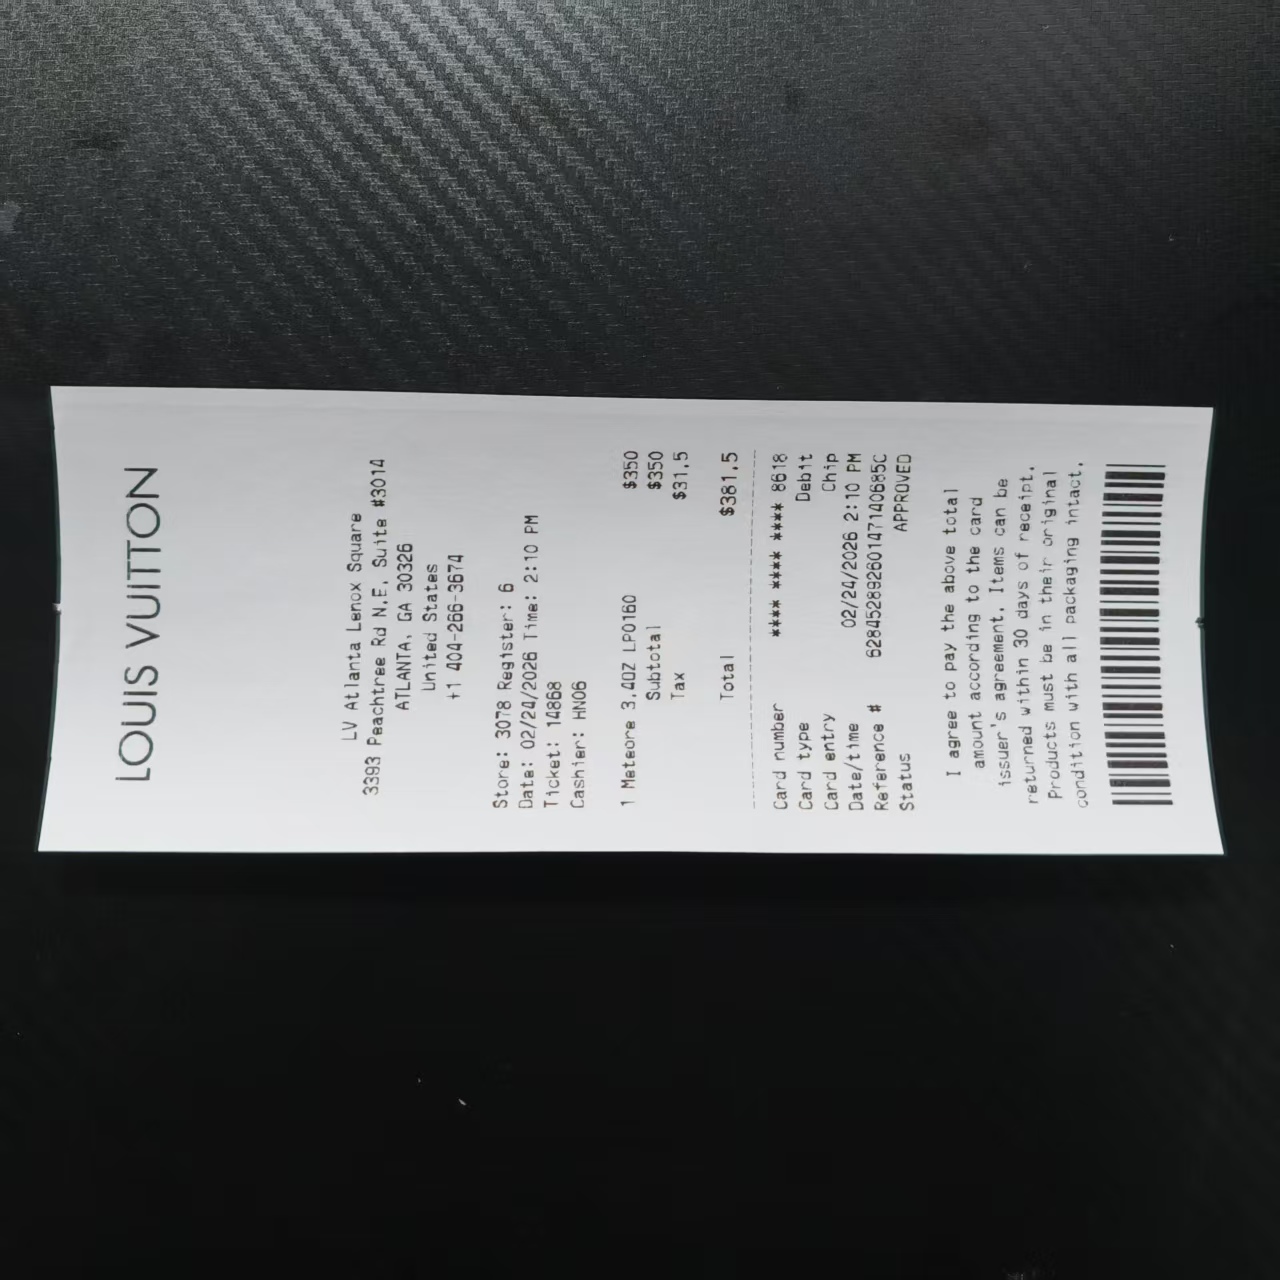 LOUIS VUITTON
LV Atlanta Lenox Square
3393 Peachtree Rd N.E. Suite #3014
ATLANTA, GA 30326
United States
+1 404-266-3674
Store: 3078 Register: 6
Date: 02/24/2026 Time: 2:10 PM
Ticket: 14868
Cashier: HN06
1 Meteore 3.4OZ LP0160 $350
Subtotal $350
Tax $31.5
Total $381.5
Card number **** **** **** 8618
Card type Debit
Card entry Chip
Date/time 02/24/2026 2:10 PM
Reference # 62845289260147140685C
Status APPROVED
I agree to pay the above total
amount according to the card
issuer's agreement. Items can be
returned within 30 days of receipt.
Products must be in their original
condition with all packaging intact.